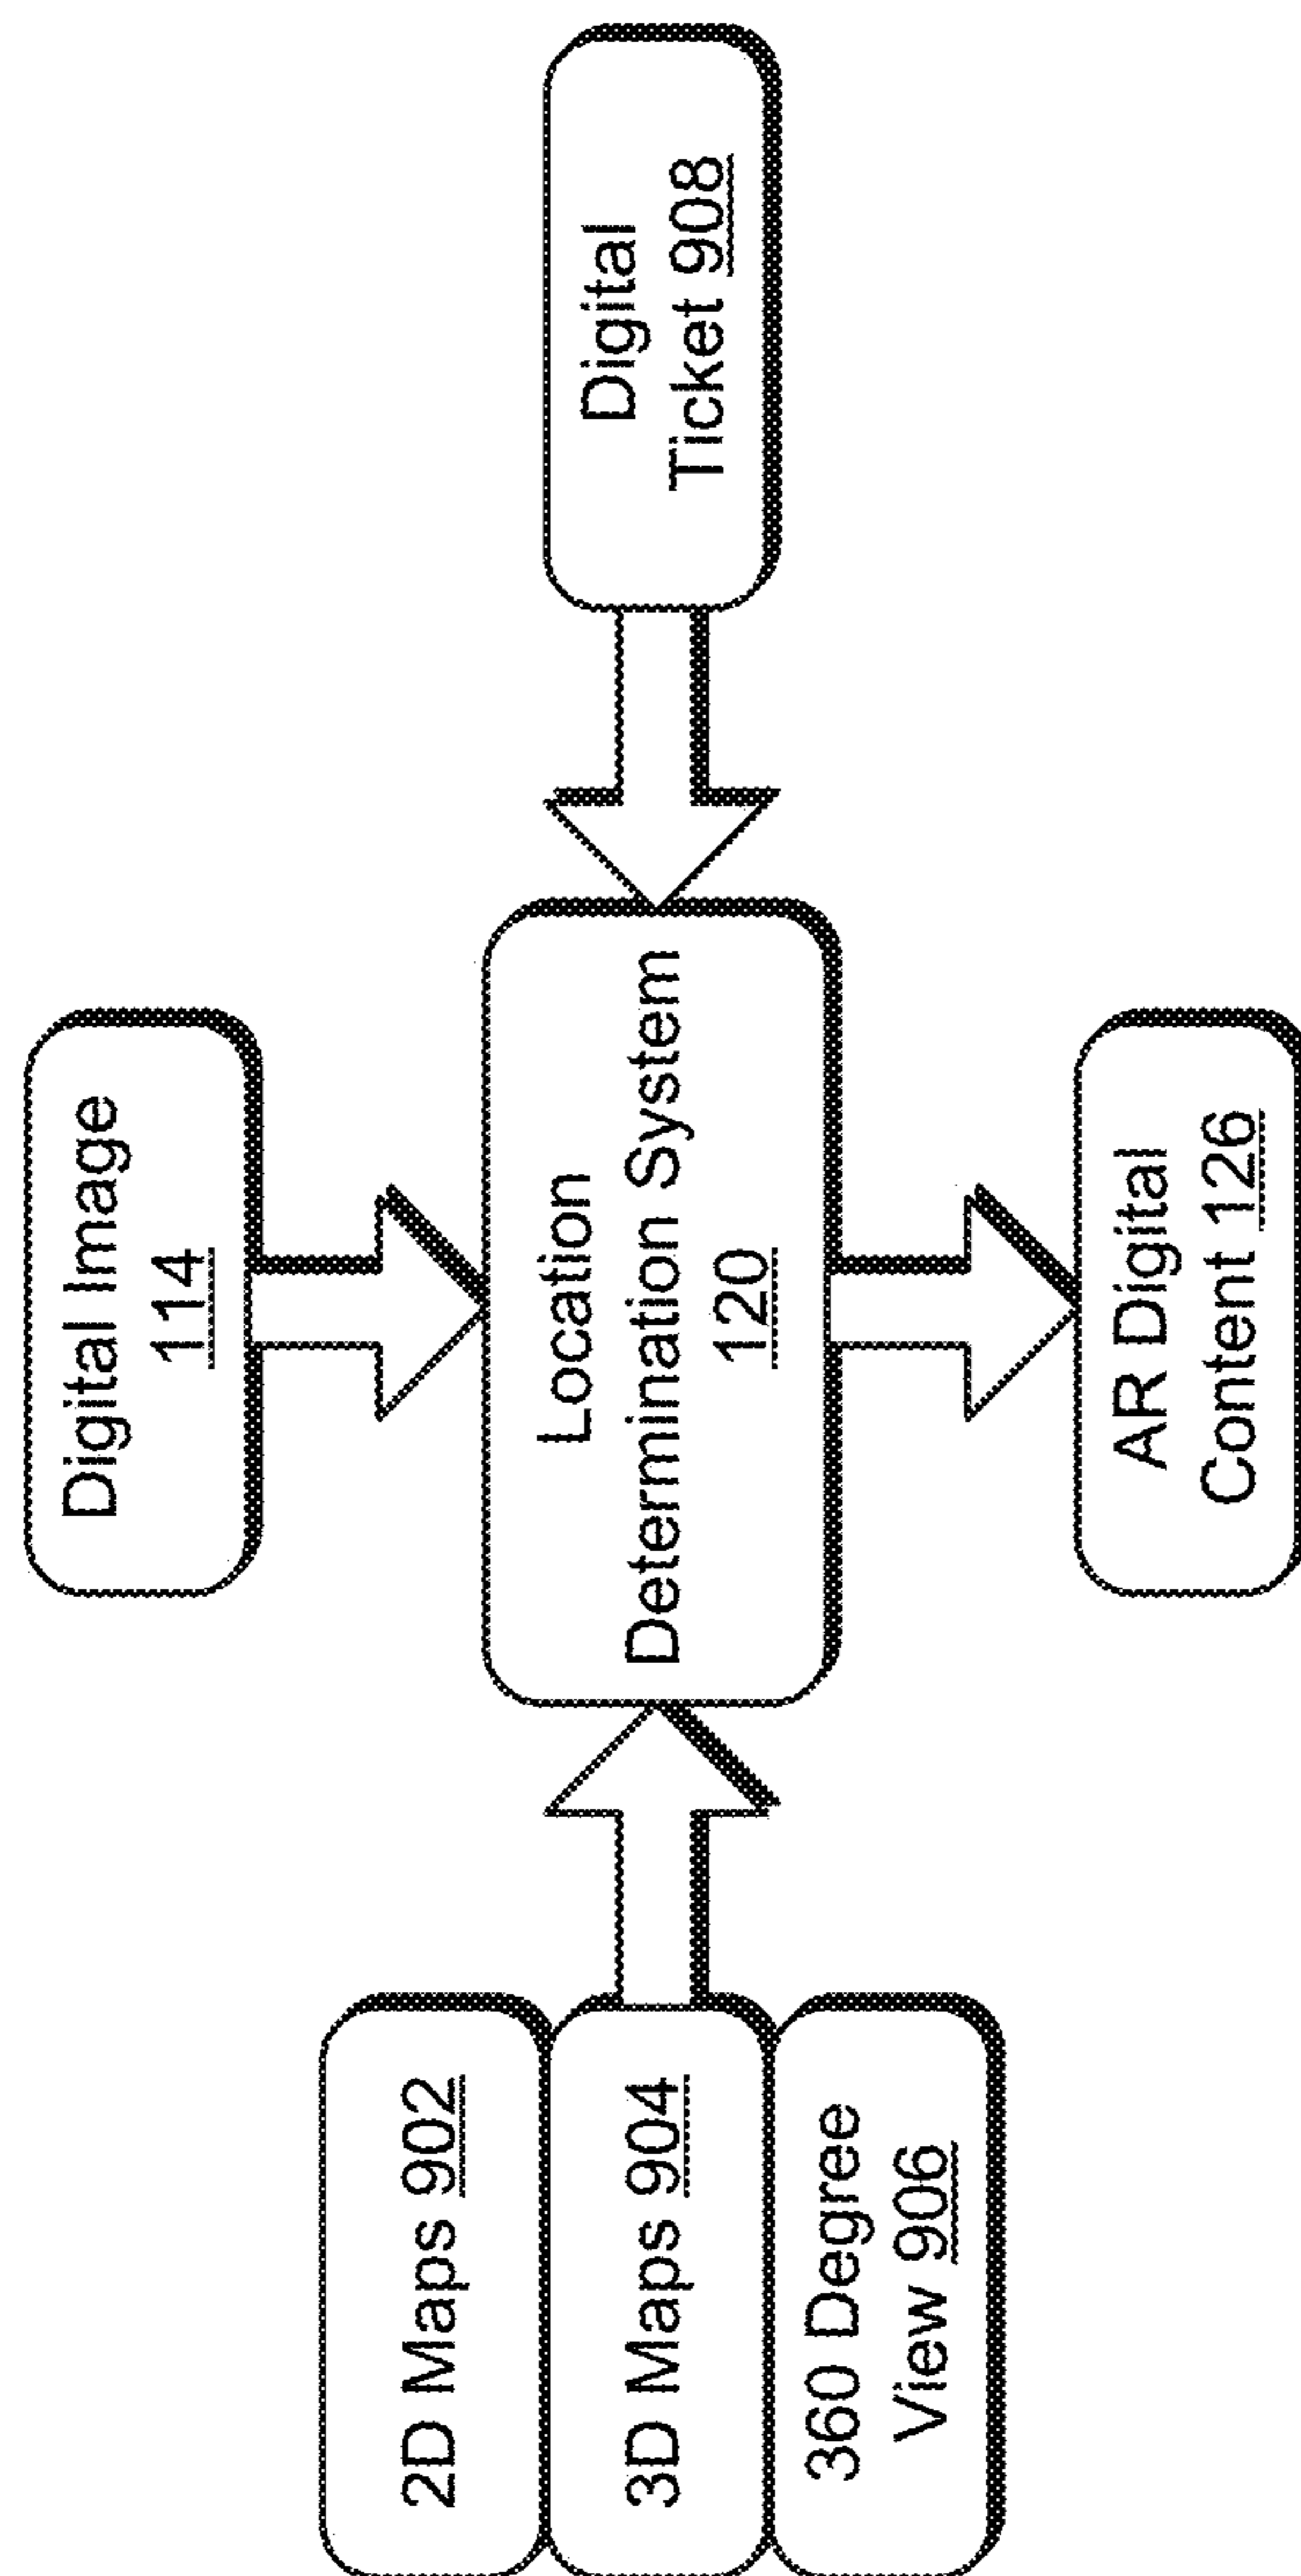 Digital Image
114
2D Maps 902
3D Maps 904
360 Degree
View 906
Location
Determination System
120
Digital
Ticket 908
AR Digital
Content 126